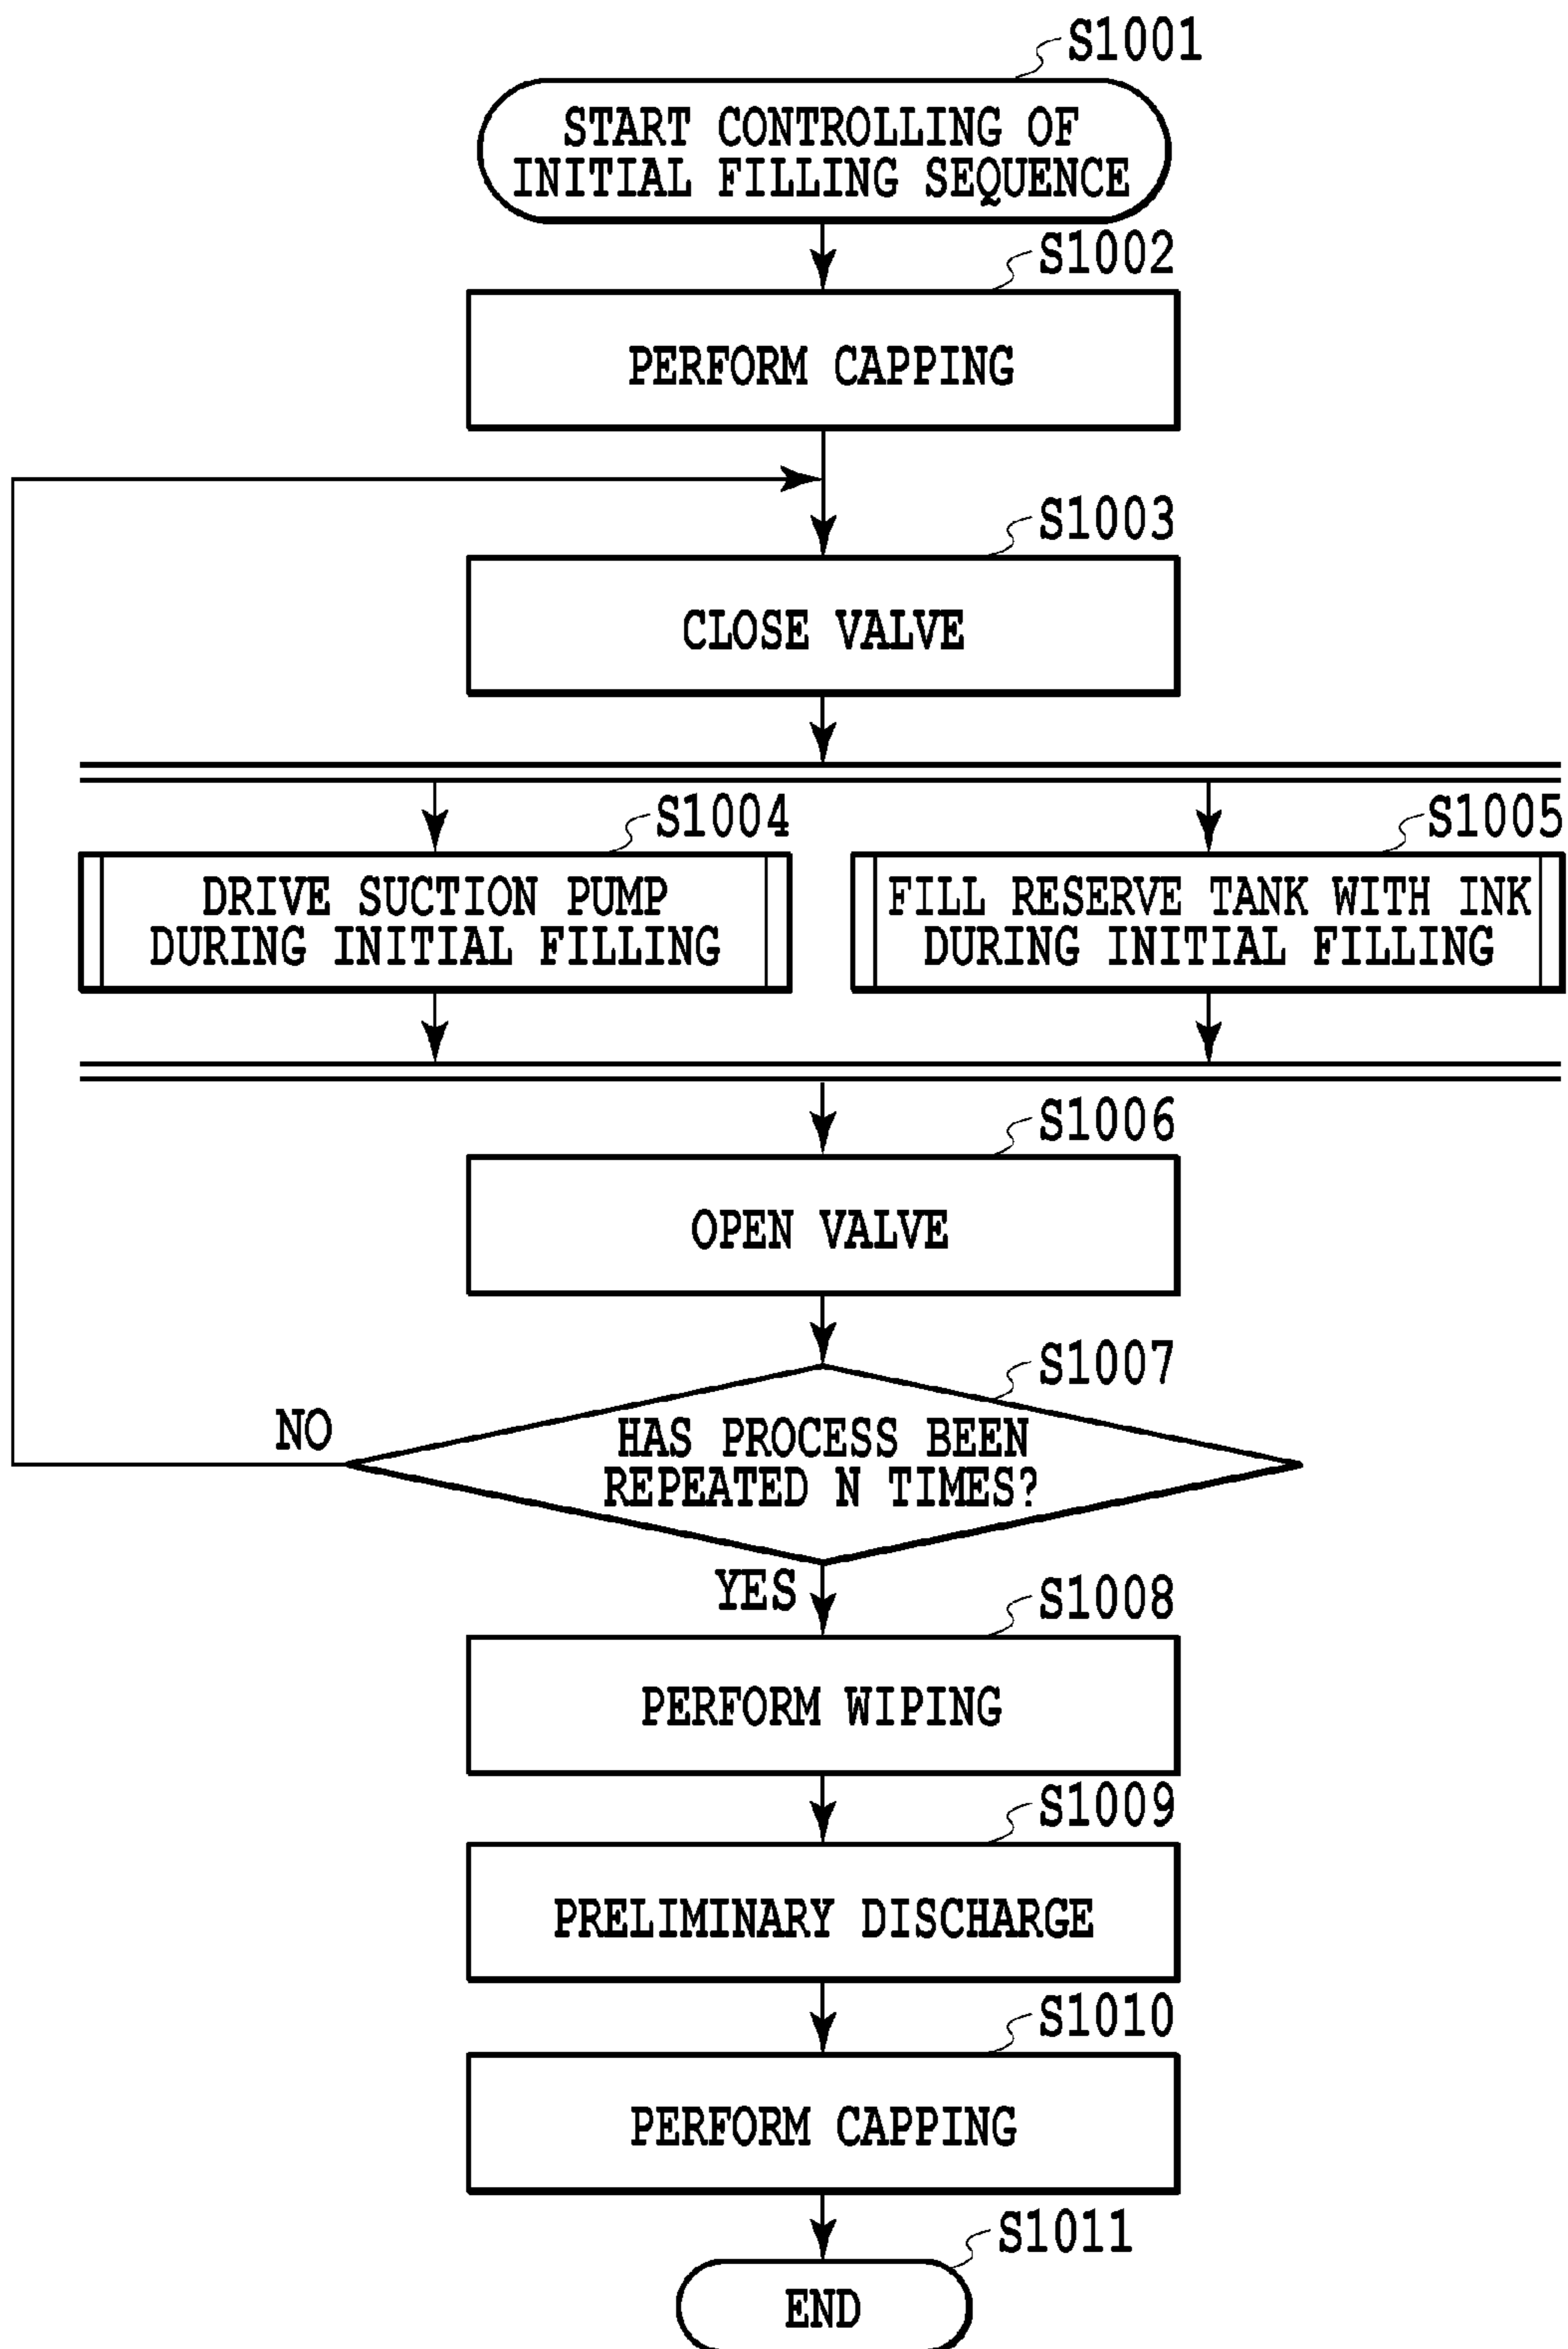 S1001
START CONTROLLING OF
INITIAL FILLING SEQUENCE
S1002
PERFORM CAPPING
S1003
CLOSE VALVE
S1004
DRIVE SUCTION PUMP
DURING INITIAL FILLING
S1005
FILL RESERVE TANK WITH INK
DURING INITIAL FILLING
S1006
OPEN VALVE
S1007
HAS PROCESS BEEN
REPEATED N TIMES?
NO
YES
S1008
PERFORM WIPING
S1009
PRELIMINARY DISCHARGE
S1010
PERFORM CAPPING
S1011
END